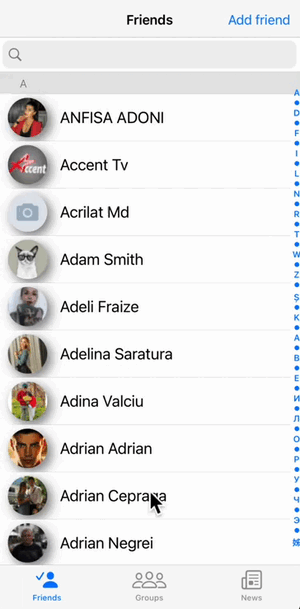 Friends
Add friend
A
ANFISA ADONI
Accent Tv
Accent
Acrilat Md
Adam Smith
Adeli Fraize
Adelina Saratura
Adina Valciu
Adrian Adrian
Adrian
Adrian Negrei
A
D
F
I
L
N
R
T
W
Z
Ș
K
А
В
Е
И
Л
О
Р
У
Ч
Э
Friends
Groups
News